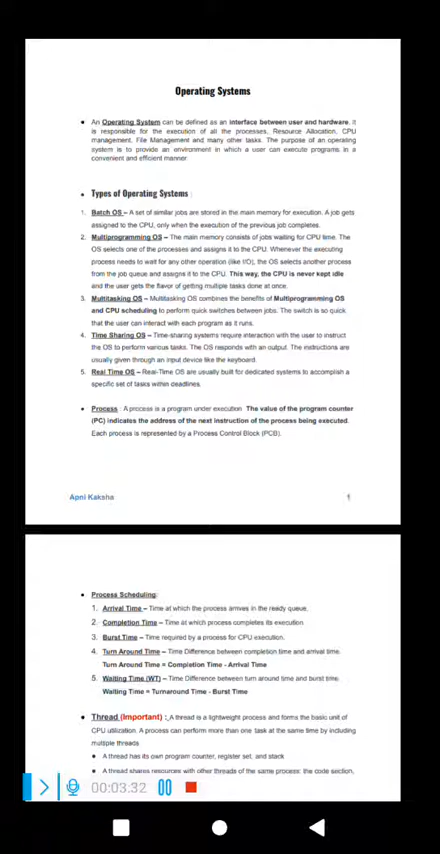 Operating Systems
● An Operating System can be defined as an interface between user and hardware. It
is responsible for the execution of all the processes, Resource Allocation, CPU
management, File Management and many other tasks. The purpose of an operating
system is to provide an environment in which a user can execute programs in a
convenient and efficient manner
● Types of Operating Systems :
1. Batch OS – A set of similar jobs are stored in the main memory for execution. A job gets
assigned to the CPU, only when the execution of the previous job completes.
2. Multiprogramming OS – The main memory consists of jobs waiting for CPU time. The
OS selects one of the processes and assigns it to the CPU. Whenever the executing
process needs to wait for any other operation (like I/O), the OS selects another process
from the job queue and assigns it to the CPU. This way, the CPU is never kept idle
and the user gets the flavor of getting multiple tasks done at once.
3. Multitasking OS – Multitasking OS combines the benefits of Multiprogramming OS
and CPU scheduling to perform quick switches between jobs. The switch is so quick
that the user can interact with each program as it runs.
4. Time Sharing OS – Time-sharing systems require interaction with the user to instruct
the OS to perform various tasks. The OS responds with an output. The instructions are
usually given through an input device like the keyboard.
5. Real Time OS – Real-Time OS are usually built for dedicated systems to accomplish a
specific set of tasks within deadlines.
● Process : A process is a program under execution. The value of the program counter
(PC) indicates the address of the next instruction of the process being executed.
Each process is represented by a Process Control Block (PCB).
Apni Kaksha 1
● Process Scheduling:
1. Arrival Time – Time at which the process arrives in the ready queue.
2. Completion Time – Time at which process completes its execution.
3. Burst Time – Time required by a process for CPU execution.
4. Turn Around Time – Time Difference between completion time and arrival time.
Turn Around Time = Completion Time - Arrival Time
5. Waiting Time (WT) – Time Difference between turn around time and burst time.
Waiting Time = Turnaround Time - Burst Time
● Thread (Important) : A thread is a lightweight process and forms the basic unit of
CPU utilization. A process can perform more than one task at the same time by including
multiple threads
● A thread has its own program counter, register set, and stack
● A thread shares resources with other threads of the same process: the code section,
00:03:32